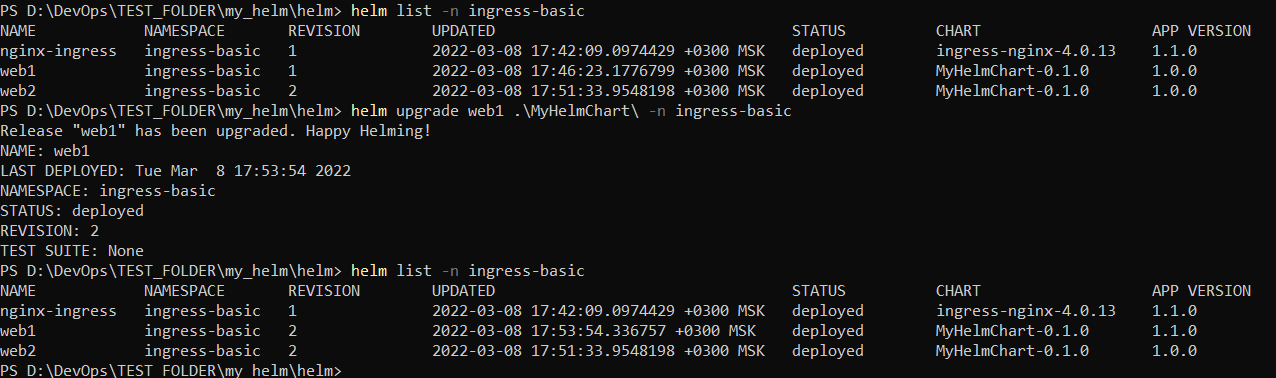 PS D:\DevOps\TEST_FOLDER\my_helm\helm> helm list -n ingress-basic
NAME NAMESPACE REVISION UPDATED STATUS CHART APP VERSION
nginx-ingress ingress-basic 1 2022-03-08 17:42:09.0974429 +0300 MSK deployed ingress-nginx-4.0.13 1.1.0
web1 ingress-basic 1 2022-03-08 17:46:23.1776799 +0300 MSK deployed MyHelmChart-0.1.0 1.0.0
web2 ingress-basic 2 2022-03-08 17:51:33.9548198 +0300 MSK deployed MyHelmChart-0.1.0 1.0.0
PS D:\DevOps\TEST_FOLDER\my_helm\helm> helm upgrade web1 .\MyHelmChart\ -n ingress-basic
Release "web1" has been upgraded. Happy Helming!
NAME: web1
LAST DEPLOYED: Tue Mar  8 17:53:54 2022
NAMESPACE: ingress-basic
STATUS: deployed
REVISION: 2
TEST SUITE: None
PS D:\DevOps\TEST_FOLDER\my_helm\helm> helm list -n ingress-basic
NAME NAMESPACE REVISION UPDATED STATUS CHART APP VERSION
nginx-ingress ingress-basic 1 2022-03-08 17:42:09.0974429 +0300 MSK deployed ingress-nginx-4.0.13 1.1.0
web1 ingress-basic 2 2022-03-08 17:53:54.336757 +0300 MSK deployed MyHelmChart-0.1.0 1.1.0
web2 ingress-basic 2 2022-03-08 17:51:33.9548198 +0300 MSK deployed MyHelmChart-0.1.0 1.0.0
PS D:\DevOps\TEST_FOLDER\my_helm\helm>